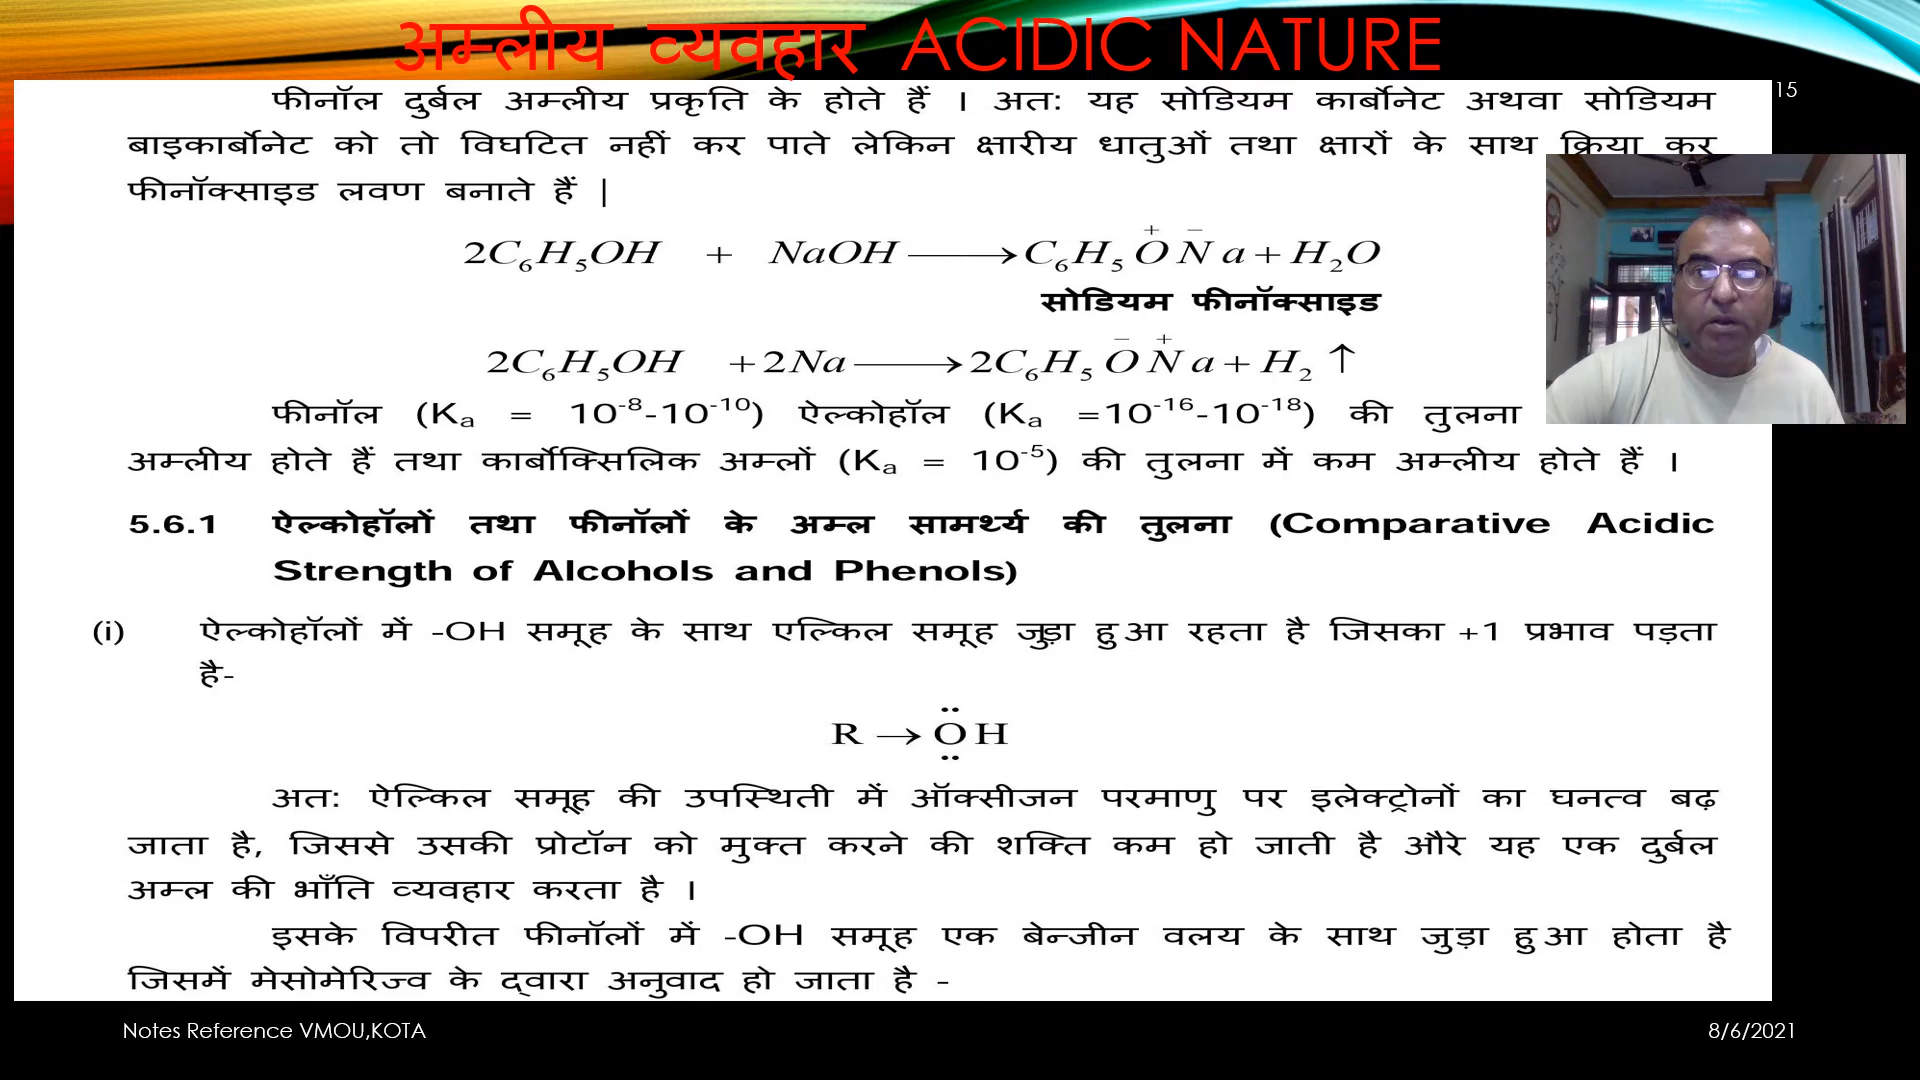 अम्लीय व्यवहार ACIDIC NATURE
15
फीनॉल दुर्बल अम्लीय प्रकृति के होते हैं । अत: यह सोडियम कार्बोनेट अथवा सोडियम
बाइकार्बोनेट को तो विघटित नहीं कर पाते लेकिन क्षारीय धातुओं तथा क्षारों के साथ क्रिया कर
फीनॉक्साइड लवण बनाते हैं |
2C₆H₅OH + NaOH ⟶ C₆H₅O⁺N⁻a + H₂O
सोडियम फीनॉक्साइड
2C₆H₅OH + 2Na ⟶ 2C₆H₅O⁻N⁺a + H₂ ↑
फीनॉल (Kₐ = 10⁻⁸-10⁻¹⁰) ऐल्कोहॉल (Kₐ =10⁻¹⁶-10⁻¹⁸) की तुलना
अम्लीय होते हैं तथा कार्बोक्सिलिक अम्लों (Kₐ = 10⁻⁵) की तुलना में कम अम्लीय होते हैं ।
5.6.1 ऐल्कोहॉलों तथा फीनॉलों के अम्ल सामर्थ्य की तुलना (Comparative Acidic
Strength of Alcohols and Phenols)
(i) ऐल्कोहॉलों में -OH समूह के साथ एल्किल समूह जुड़ा हुआ रहता है जिसका +1 प्रभाव पड़ता
है-
R → ÖH
अत: ऐल्किल समूह की उपस्थिती में ऑक्सीजन परमाणु पर इलेक्ट्रोनों का घनत्व बढ़
जाता है, जिससे उसकी प्रोटॉन को मुक्त करने की शक्ति कम हो जाती है औरे यह एक दुर्बल
अम्ल की भाँति व्यवहार करता है ।
इसके विपरीत फीनॉलों में -OH समूह एक बेन्जीन वलय के साथ जुड़ा हुआ होता है
जिसमें मेसोमेरिज्व के द्वारा अनुवाद हो जाता है -
Notes Reference VMOU,KOTA
8/6/2021